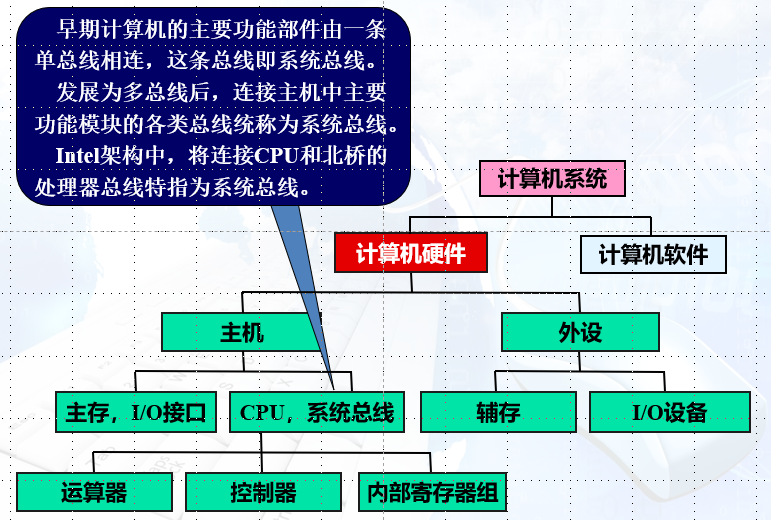 早期计算机的主要功能部件由一条
单总线相连，这条总线即系统总线。
发展为多总线后，连接主机中主要
功能模块的各类总线统称为系统总线。
Intel架构中，将连接CPU和北桥的
处理器总线特指为系统总线。
计算机系统
计算机硬件
计算机软件
主机
外设
主存，I/O接口
CPU，系统总线
辅存
I/O设备
运算器
控制器
内部寄存器组